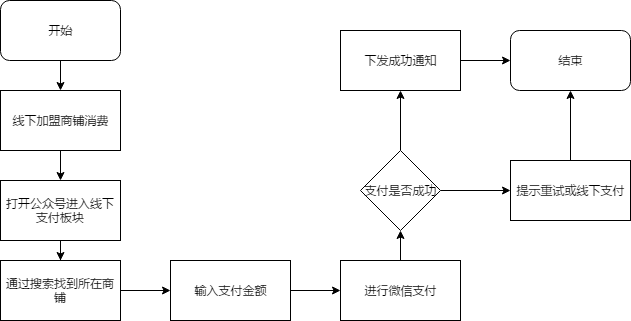 开始
线下加盟商铺消费
打开公众号进入线下
支付板块
通过搜索找到所在商
铺
输入支付金额
进行微信支付
支付是否成功
下发成功通知
提示重试或线下支付
结束